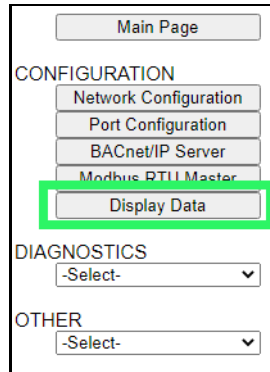 Main Page
CONFIGURATION
Network Configuration
Port Configuration
BACnet/IP Server
Modbus RTU Master
Display Data
DIAGNOSTICS
-Select-
OTHER
-Select-